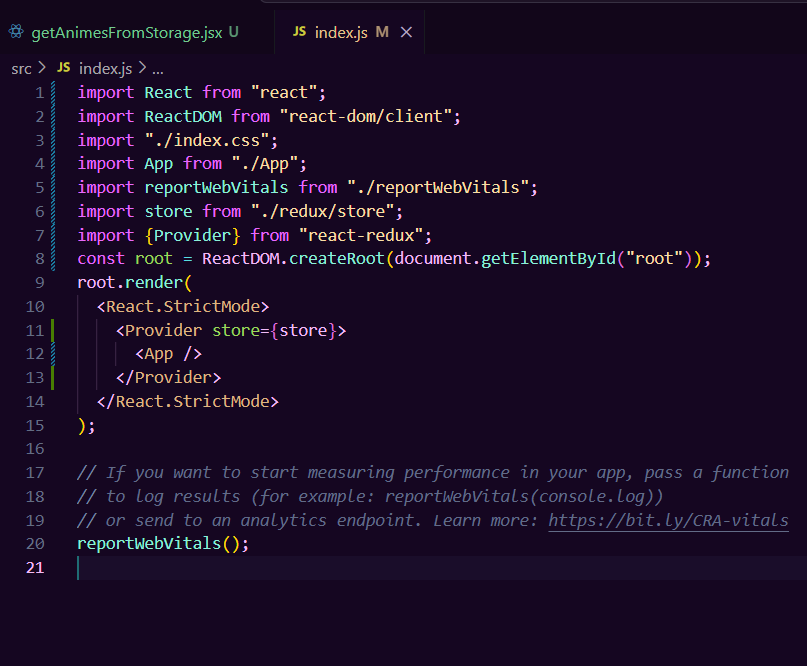 getAnimesFromStorage.jsx U
JS index.js M ×
src > JS index.js > ...
1 import React from "react";
2 import ReactDOM from "react-dom/client";
3 import "./index.css";
4 import App from "./App";
5 import reportWebVitals from "./reportWebVitals";
6 import store from "./redux/store";
7 import {Provider} from "react-redux";
8 const root = ReactDOM.createRoot(document.getElementById("root"));
9 root.render(
10   <React.StrictMode>
11     <Provider store={store}>
12       <App />
13     </Provider>
14   </React.StrictMode>
15 );
16
17 // If you want to start measuring performance in your app, pass a function
18 // to log results (for example: reportWebVitals(console.log))
19 // or send to an analytics endpoint. Learn more: https://bit.ly/CRA-vitals
20 reportWebVitals();
21